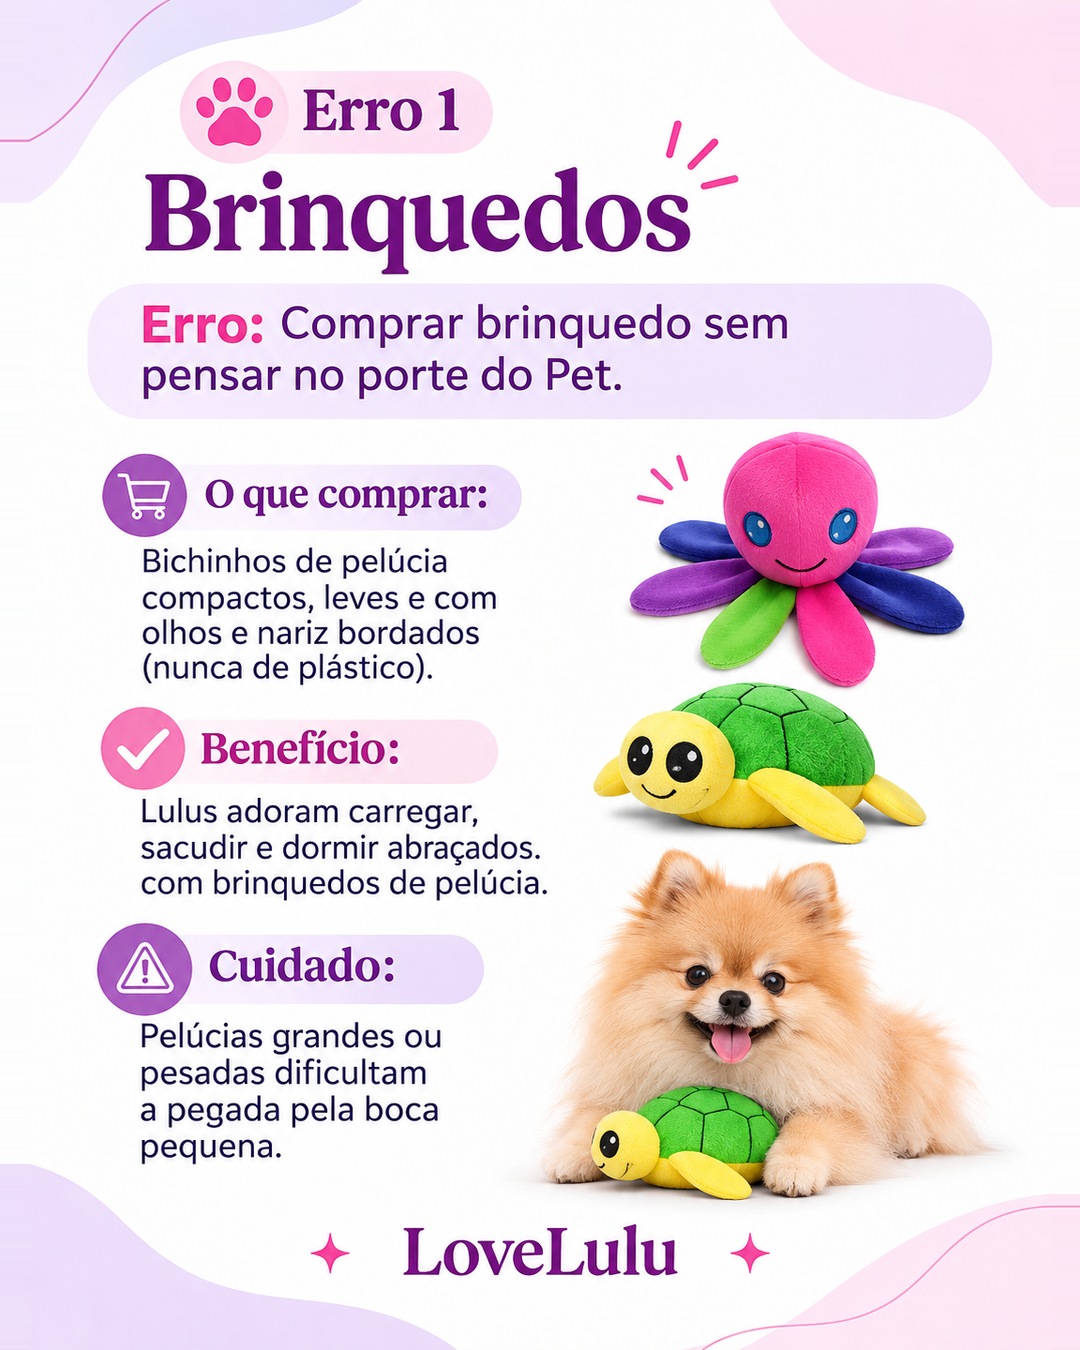 Erro 1
Brinquedos
Erro: Comprar brinquedo sem
pensar no porte do Pet.
O que comprar:
Bichinhos de pelúcia
compactos, leves e com
olhos e nariz bordados
(nunca de plástico).
Benefício:
Lulus adoram carregar,
sacudir e dormir abraçados.
com brinquedos de pelúcia.
Cuidado:
Pelúcias grandes ou
pesadas dificultam
a pegada pela boca
pequena.
LoveLulu